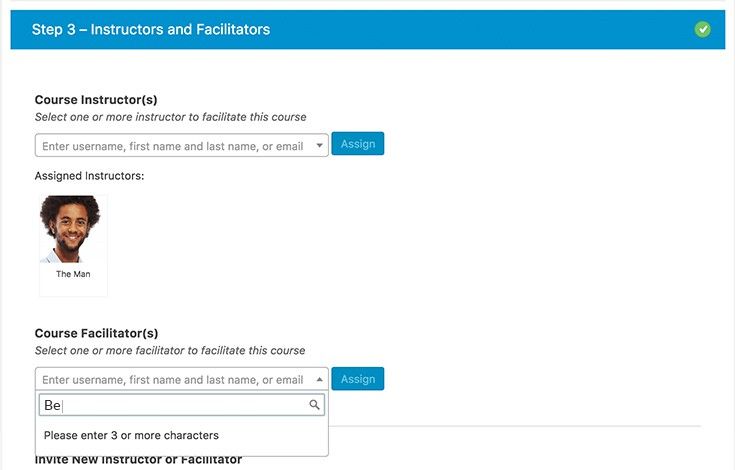 Step 3 – Instructors and Facilitators
Course Instructor(s)
Select one or more instructor to facilitate this course
Enter username, first name and last name, or email
Assign
Assigned Instructors:
The Man
Course Facilitator(s)
Select one or more facilitator to facilitate this course
Enter username, first name and last name, or email
Assign
Be
Please enter 3 or more characters
Invite New Instructor or Facilitator